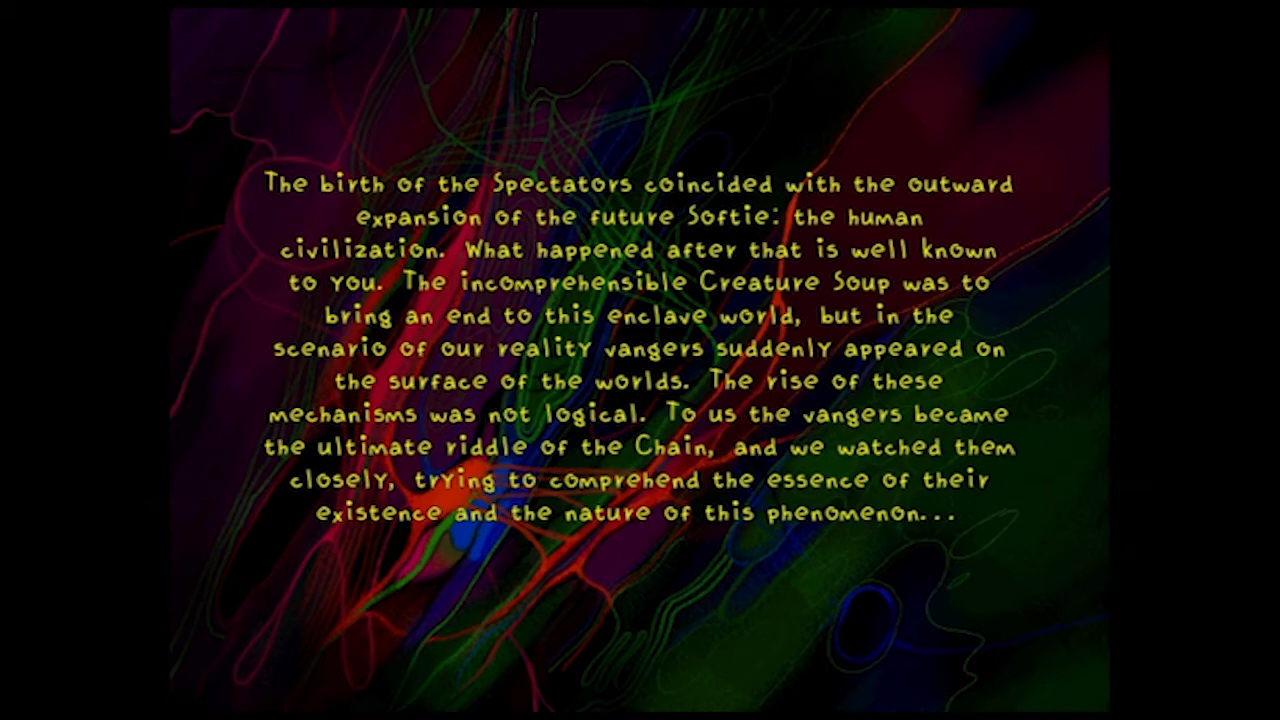 The birth of the Spectators coincided with the outward
expansion of the future Softie: the human
civilization. What happened after that is well known
to you. The incomprehensible Creature Soup was to
bring an end to this enclave world, but in the
scenario of our reality vangers suddenly appeared on
the surface of the worlds. The rise of these
mechanisms was not logical. To us the vangers became
the ultimate riddle of the Chain, and we watched them
closely, trying to comprehend the essence of their
existence and the nature of this phenomenon...